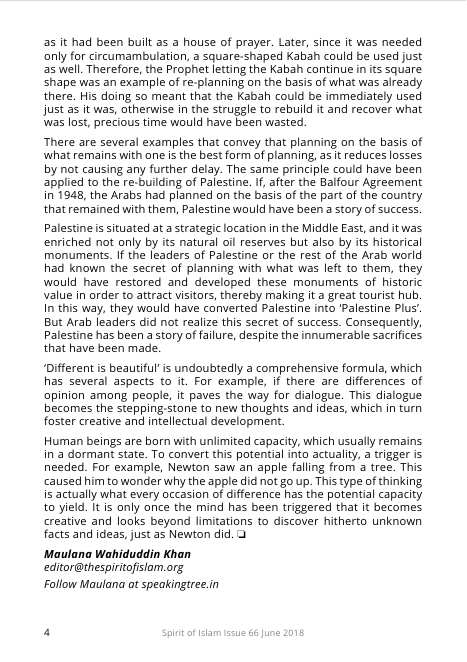 as it had been built as a house of prayer. Later, since it was needed
only for circumambulation, a square-shaped Kabah could be used just
as well. Therefore, the Prophet letting the Kabah continue in its square
shape was an example of re-planning on the basis of what was already
there. His doing so meant that the Kabah could be immediately used
just as it was, otherwise in the struggle to rebuild it and recover what
was lost, precious time would have been wasted.
There are several examples that convey that planning on the basis of
what remains with one is the best form of planning, as it reduces losses
by not causing any further delay. The same principle could have been
applied to the re-building of Palestine. If, after the Balfour Agreement
in 1948, the Arabs had planned on the basis of the part of the country
that remained with them, Palestine would have been a story of success.
Palestine is situated at a strategic location in the Middle East, and it was
enriched not only by its natural oil reserves but also by its historical
monuments. If the leaders of Palestine or the rest of the Arab world
had known the secret of planning with what was left to them, they
would have restored and developed these monuments of historic
value in order to attract visitors, thereby making it a great tourist hub.
In this way, they would have converted Palestine into ‘Palestine Plus’.
But Arab leaders did not realize this secret of success. Consequently,
Palestine has been a story of failure, despite the innumerable sacrifices
that have been made.
‘Different is beautiful’ is undoubtedly a comprehensive formula, which
has several aspects to it. For example, if there are differences of
opinion among people, it paves the way for dialogue. This dialogue
becomes the stepping-stone to new thoughts and ideas, which in turn
foster creative and intellectual development.
Human beings are born with unlimited capacity, which usually remains
in a dormant state. To convert this potential into actuality, a trigger is
needed. For example, Newton saw an apple falling from a tree. This
caused him to wonder why the apple did not go up. This type of thinking
is actually what every occasion of difference has the potential capacity
to yield. It is only once the mind has been triggered that it becomes
creative and looks beyond limitations to discover hitherto unknown
facts and ideas, just as Newton did. ❑
Maulana Wahiduddin Khan
editor@thespiritofislam.org
Follow Maulana at speakingtree.in
4 Spirit of Islam Issue 66 June 2018